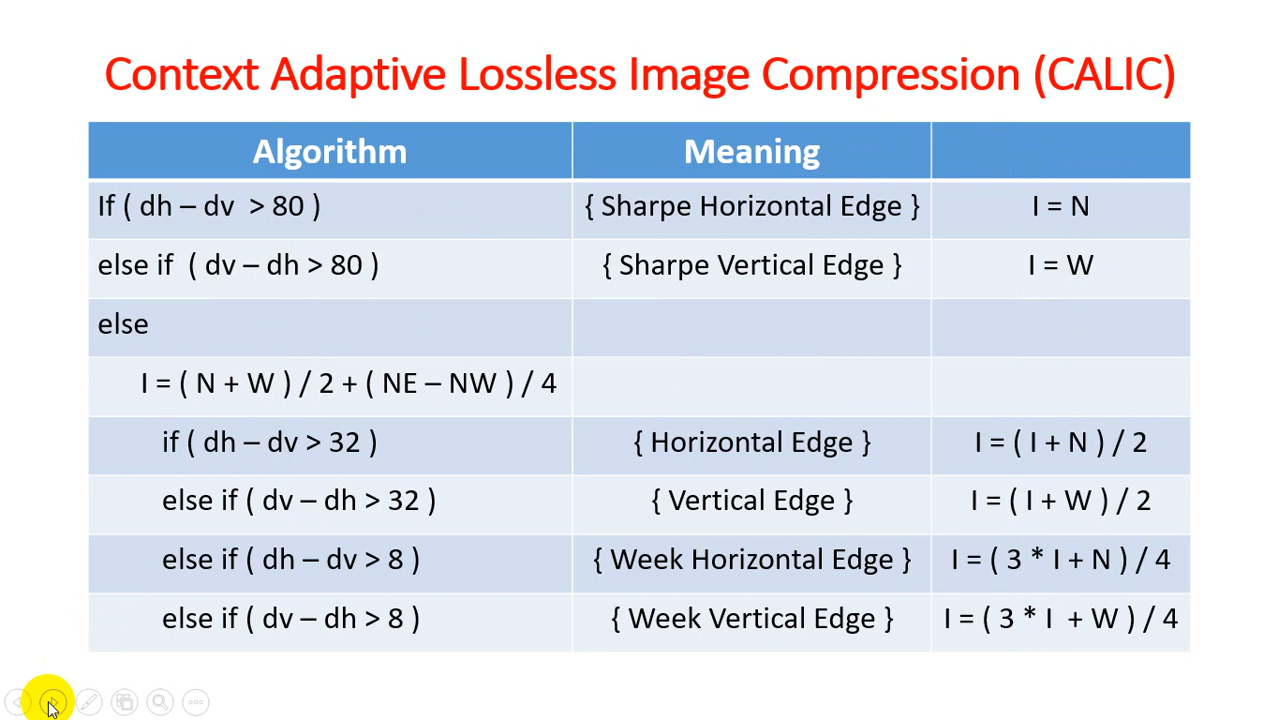 Context Adaptive Lossless Image Compression (CALIC)
Algorithm Meaning
If ( dh – dv > 80 ) { Sharpe Horizontal Edge } I = N
else if ( dv – dh > 80 ) { Sharpe Vertical Edge } I = W
else
I = ( N + W ) / 2 + ( NE – NW ) / 4
if ( dh – dv > 32 ) { Horizontal Edge } I = ( I + N ) / 2
else if ( dv – dh > 32 ) { Vertical Edge } I = ( I + W ) / 2
else if ( dh – dv > 8 ) { Week Horizontal Edge } I = ( 3 * I + N ) / 4
else if ( dv – dh > 8 ) { Week Vertical Edge } I = ( 3 * I + W ) / 4